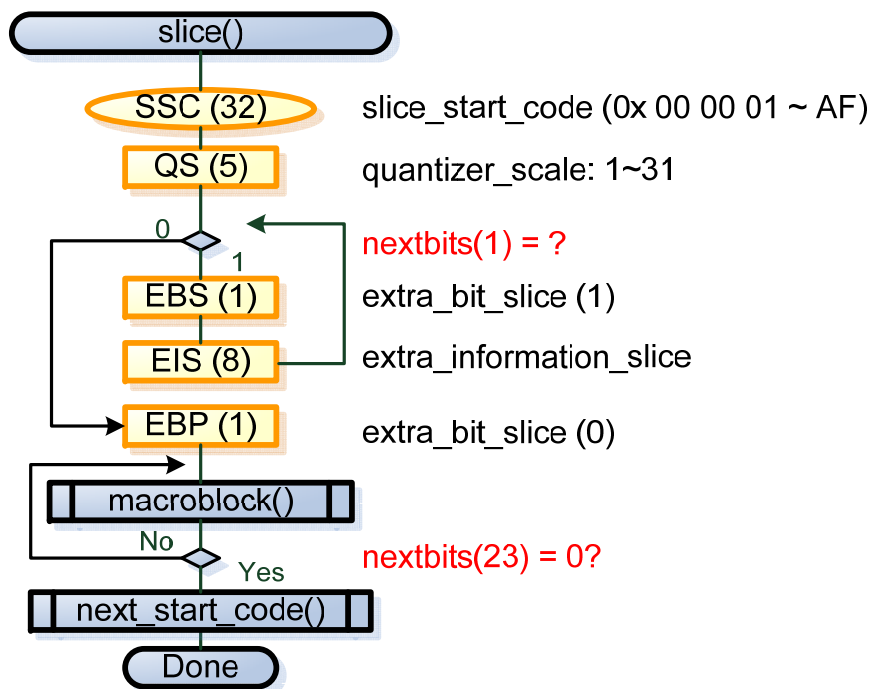 slice()
SSC (32)
slice_start_code (0x 00 00 01 ~ AF)
QS (5)
quantizer_scale: 1~31
0
nextbits(1) = ?
1
EBS (1)
extra_bit_slice (1)
EIS (8)
extra_information_slice
EBP (1)
extra_bit_slice (0)
macroblock()
No
nextbits(23) = 0?
Yes
next_start_code()
Done